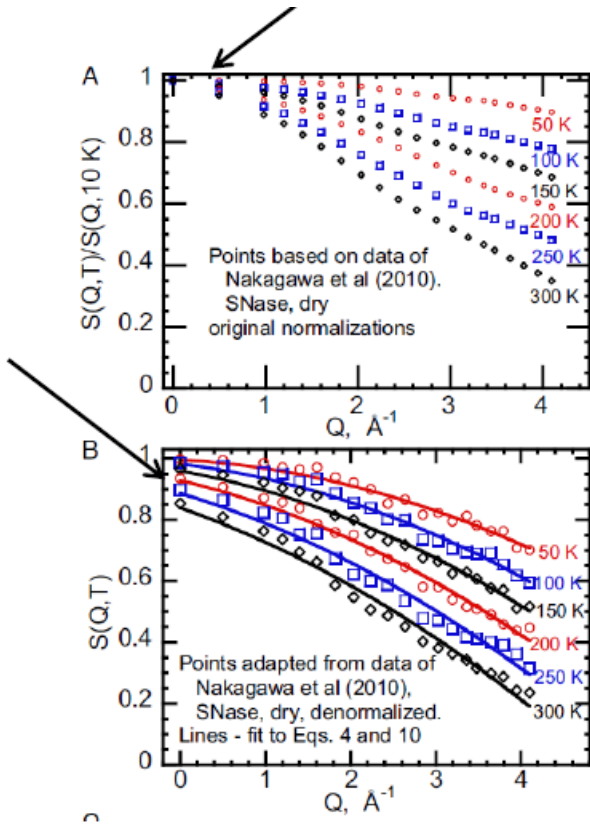 A
1
0.8
0.6
0.4
0.2
0
S(Q,T)/S(Q,10 K)
50 K
100 K
150 K
200 K
250 K
300 K
Points based on data of
Nakagawa et al (2010).
SNase, dry
original normalizations
0 1 2 3 4
Q, Å-1
B
1
0.8
0.6
0.4
0.2
0
S(Q,T)
50 K
100 K
150 K
200 K
250 K
300 K
Points adapted from data of
Nakagawa et al (2010),
SNase, dry, denormalized.
Lines - fit to Eqs. 4 and 10
0 1 2 3 4
Q, Å-1